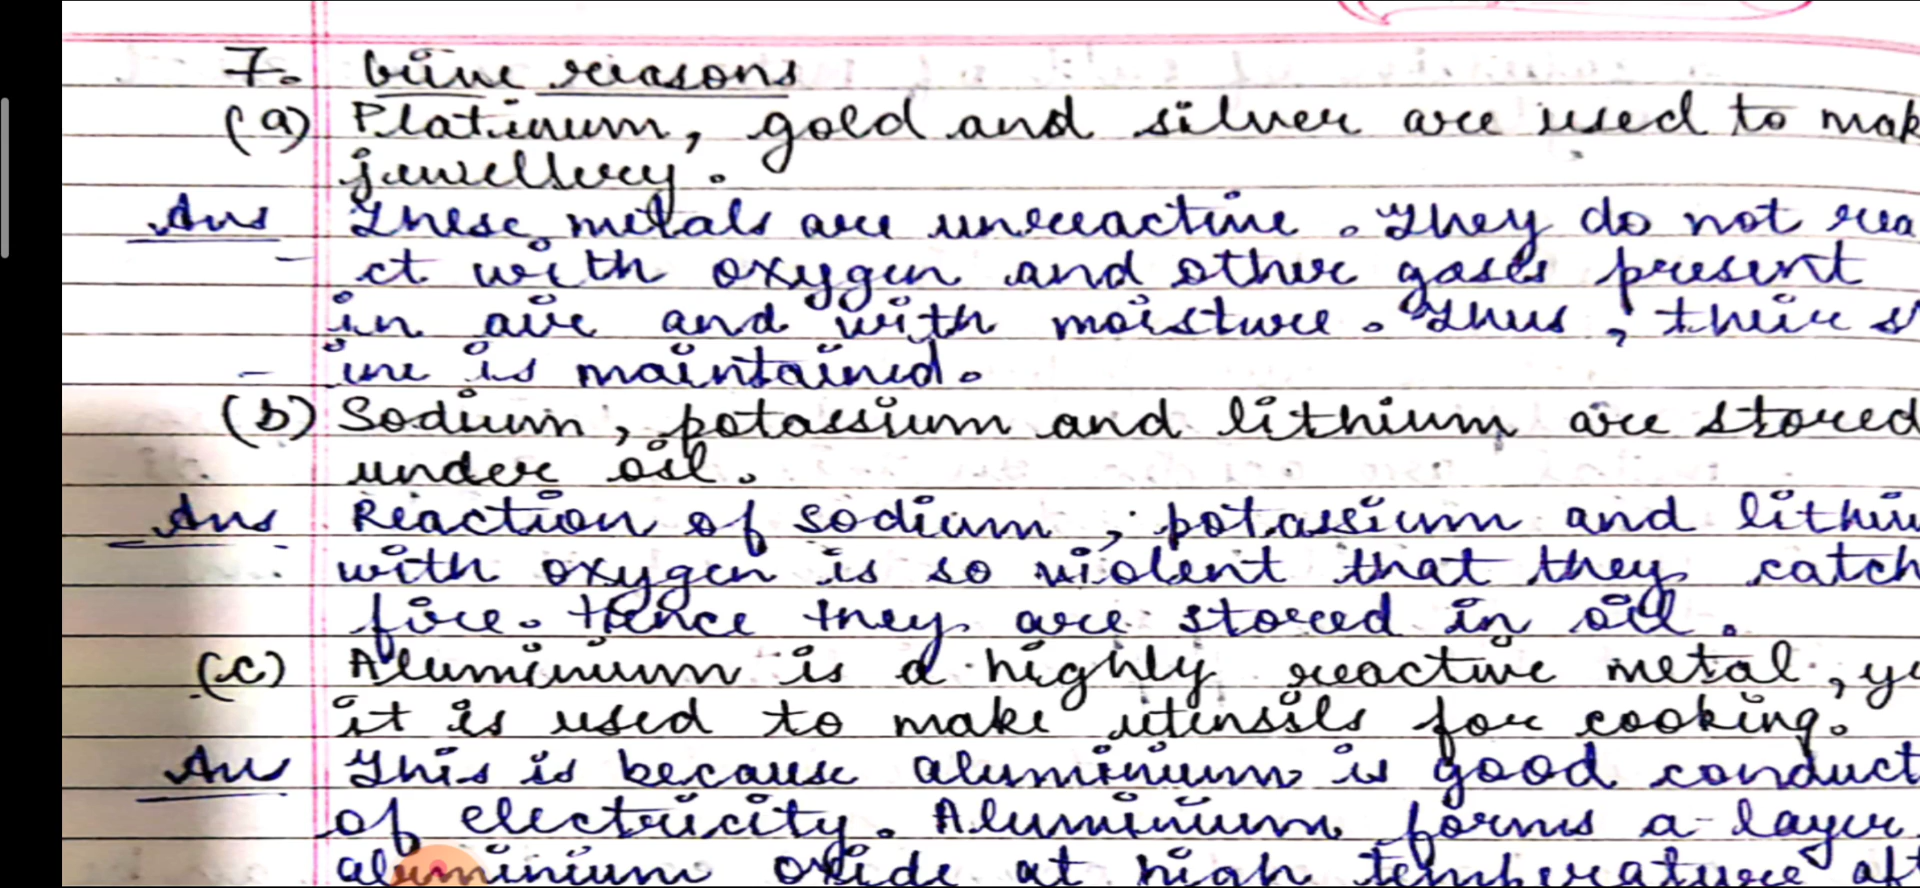 7. Give reasons
(a) Platinum, gold and silver are used to mak
jewellery.
Ans These metals are unreactive. They do not rea
ct with oxygen and other gases present
in air and with moisture. Thus, their s
ine is maintained.
(b) Sodium, potassium and lithium are stored
under oil.
Ans Reaction of sodium, potassium and lithiu
with oxygen is so violent that they catch
fire. Hence they are stored in oil.
(c) Aluminium is a highly reactive metal, ye
it is used to make utensils for cooking.
Ans This is because aluminium is good conduct
of electricity. Aluminium forms a layer
aluminium oxide at high temperature aft